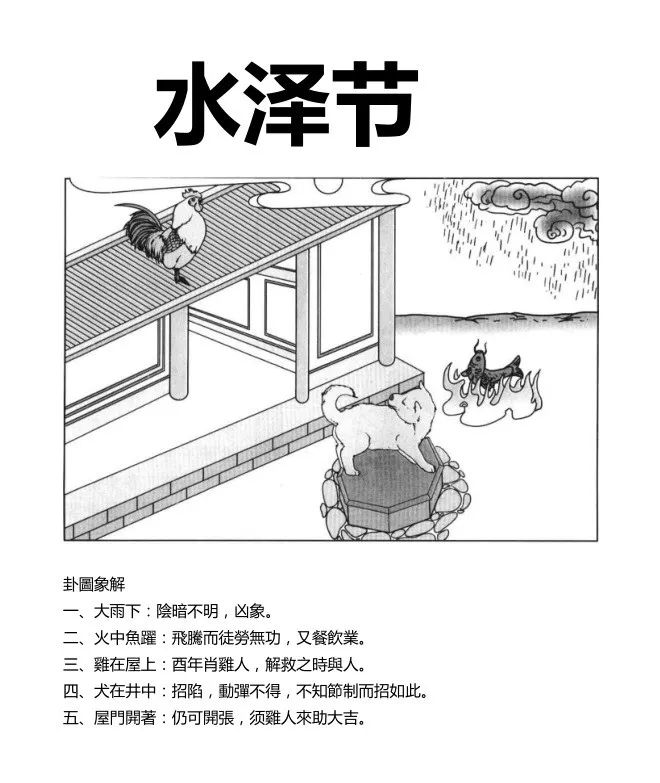 水泽节
卦圖象解
一、大雨下：陰暗不明，凶象。
二、火中魚躍：飛騰而徒勞無功，又餐飲業。
三、雞在屋上：酉年肖雞人，解救之時與人。
四、犬在井中：招陷，動彈不得，不知節制而招如此。
五、屋門開著：仍可開張，须雞人來助大吉。